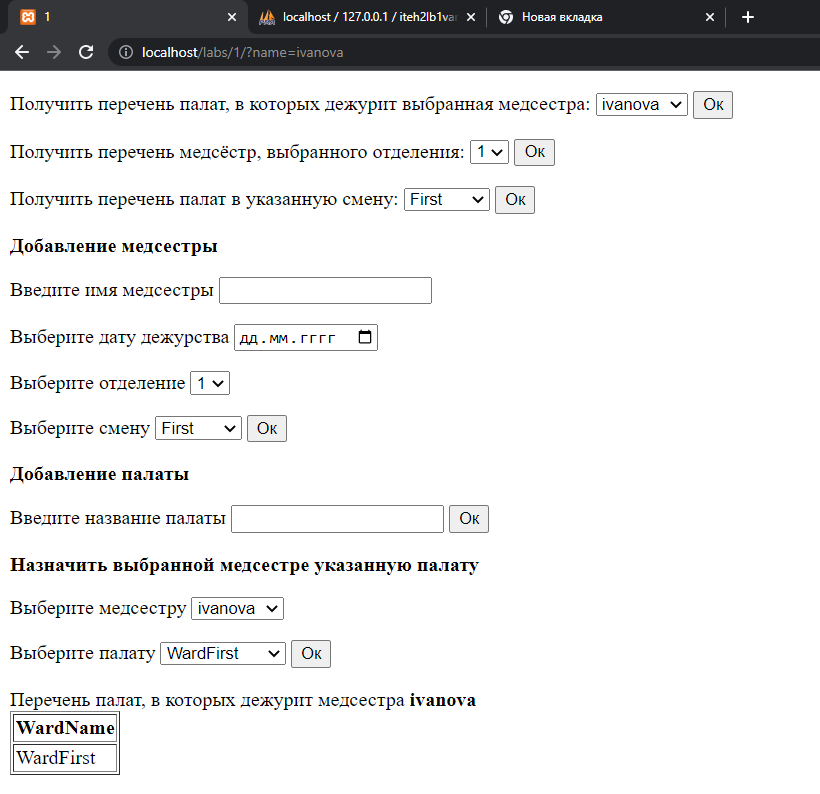 1
localhost / 127.0.0.1 / iteh2lb1var
Новая вкладка
localhost/labs/1/?name=ivanova
Получить перечень палат, в которых дежурит выбранная медсестра: ivanova Ок
Получить перечень медсёстр, выбранного отделения: 1 Ок
Получить перечень палат в указанную смену: First Ок
Добавление медсестры
Введите имя медсестры
Выберите дату дежурства дд.мм.гггг
Выберите отделение 1
Выберите смену First Ок
Добавление палаты
Введите название палаты Ок
Назначить выбранной медсестре указанную палату
Выберите медсестру ivanova
Выберите палату WardFirst Ок
Перечень палат, в которых дежурит медсестра ivanova
WardName
WardFirst